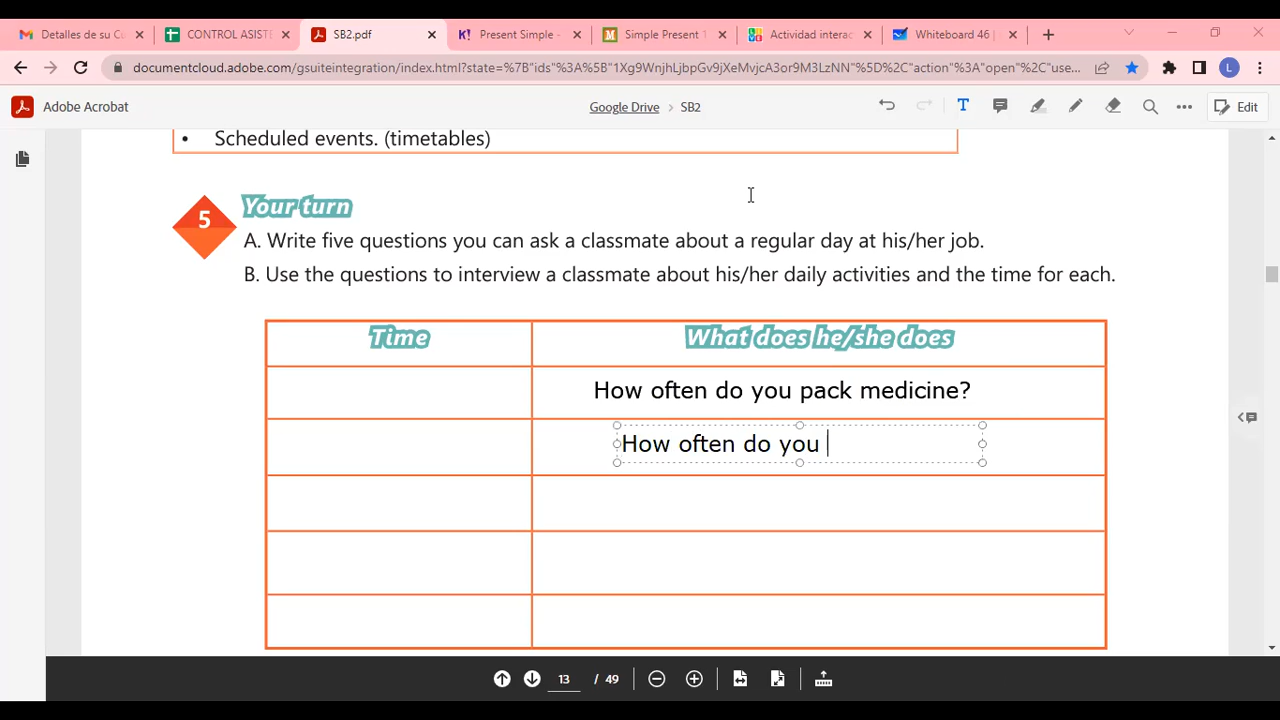 Detalles de su Cu
CONTROL ASISTE
SB2.pdf
Present Simple -
Simple Present 1
Actividad interac
Whiteboard 46 |
documentcloud.adobe.com/gsuiteintegration/index.html?state=%7B"ids"%3A%5B"1Xg9WnjhLjbpGv9jXeMvjcA3or9M3LzNN"%5D%2C"action"%3A"open"%2C"use...
L
Adobe Acrobat
Google Drive
SB2
T
Edit
• Scheduled events. (timetables)
5
Your turn
A. Write five questions you can ask a classmate about a regular day at his/her job.
B. Use the questions to interview a classmate about his/her daily activities and the time for each.
Time
What does he/she does
How often do you pack medicine?
How often do you
13 / 49